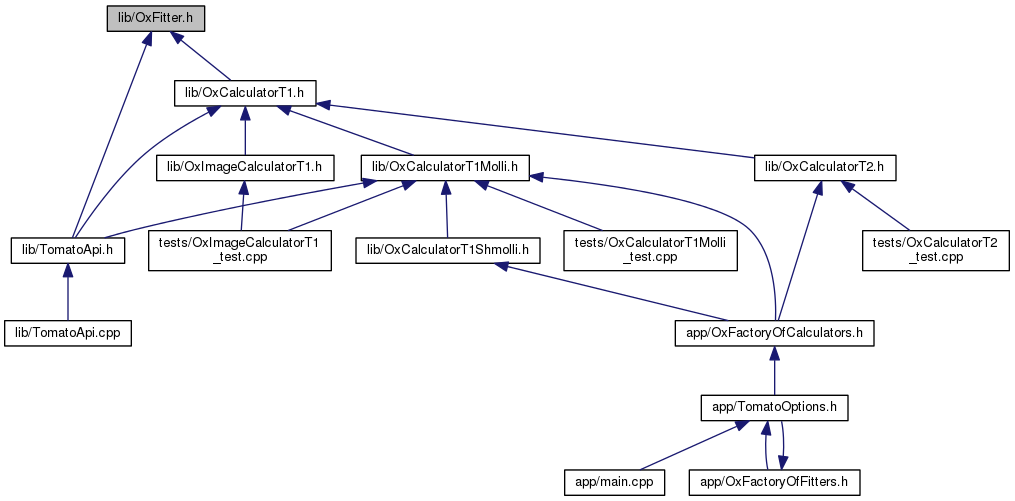 lib/OxFitter.h
lib/OxCalculatorT1.h
lib/OxImageCalculatorT1.h
lib/OxCalculatorT1Molli.h
lib/OxCalculatorT2.h
lib/TomatoApi.h
tests/OxImageCalculatorT1
_test.cpp
lib/OxCalculatorT1Shmolli.h
tests/OxCalculatorT1Molli
_test.cpp
tests/OxCalculatorT2
_test.cpp
lib/TomatoApi.cpp
app/OxFactoryOfCalculators.h
app/TomatoOptions.h
app/main.cpp
app/OxFactoryOfFitters.h